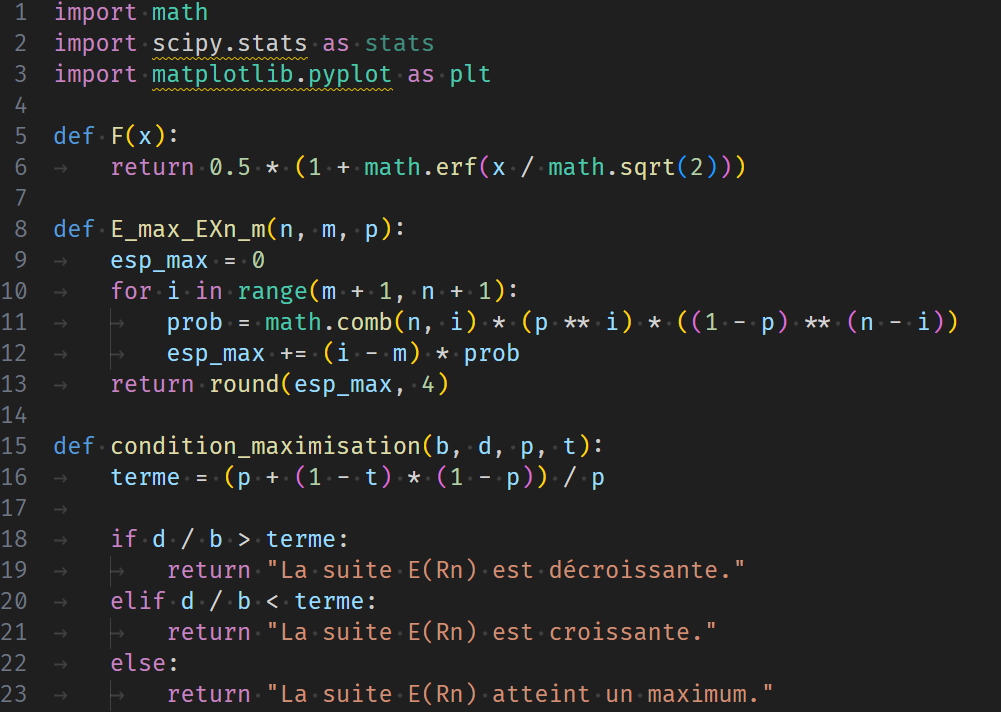 1 import math
2 import scipy.stats as stats
3 import matplotlib.pyplot as plt
4
5 def F(x):
6 return 0.5 * (1 + math.erf(x / math.sqrt(2)))
7
8 def E_max_EXn_m(n, m, p):
9 esp_max = 0
10 for i in range(m + 1, n + 1):
11 prob = math.comb(n, i) * (p ** i) * ((1 - p) ** (n - i))
12 esp_max += (i - m) * prob
13 return round(esp_max, 4)
14
15 def condition_maximisation(b, d, p, t):
16 terme = (p + (1 - t) * (1 - p)) / p
17
18 if d / b > terme:
19 return "La suite E(Rn) est décroissante."
20 elif d / b < terme:
21 return "La suite E(Rn) est croissante."
22 else:
23 return "La suite E(Rn) atteint un maximum."